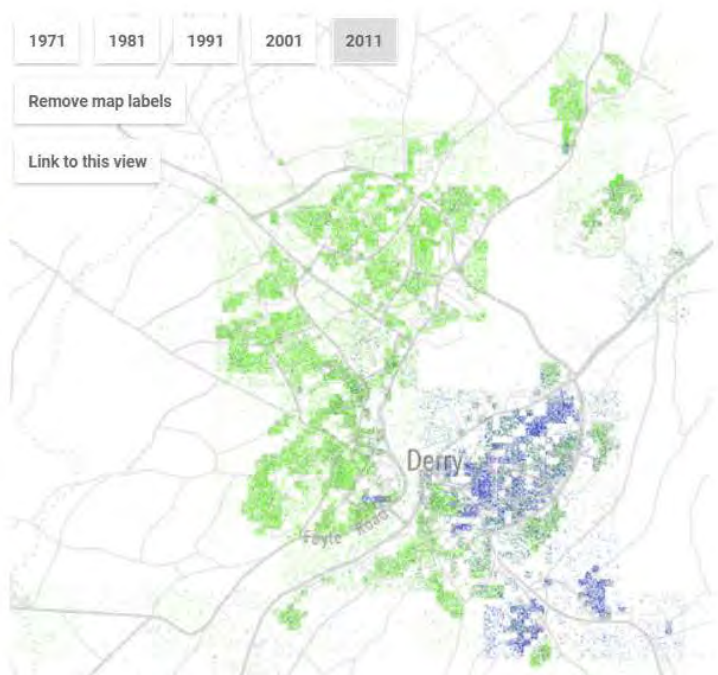 1971 1981 1991 2001 2011
Remove map labels
Link to this view
Derry
Foyle Road